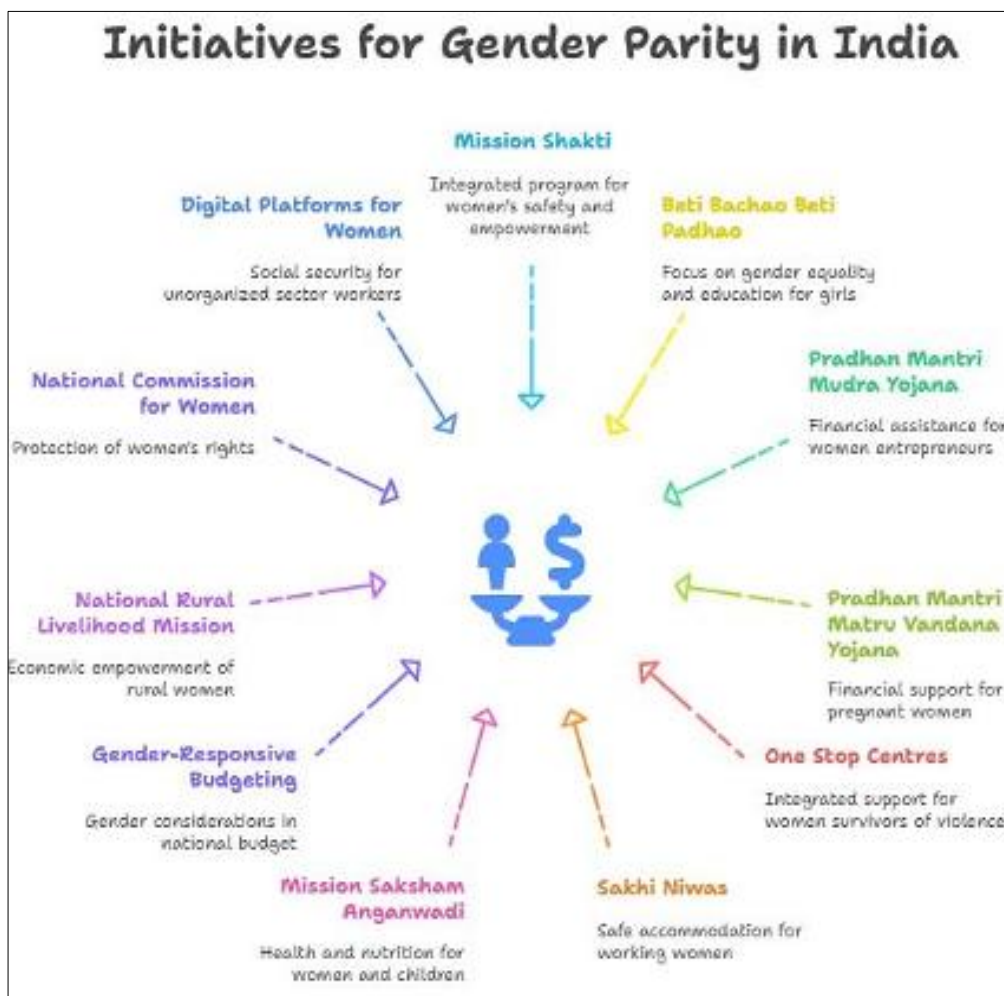 Initiatives for Gender Parity in India
Mission Shakti
Integrated program for
women's safety and
empowerment
Beti Bachao Beti
Padhao
Focus on gender equality
and education for girls
Pradhan Mantri
Mudra Yojana
Financial assistance for
women entrepreneurs
Pradhan Mantri
Matru Vandana
Yojana
Financial support for
pregnant women
One Stop Centres
Integrated support for
women survivors of violence
Sakhi Niwas
Safe accommodation for
working women
Mission Saksham
Anganwadi
Health and nutrition for
women and children
Gender-Responsive
Budgeting
Gender considerations in
national budget
National Rural
Livelihood Mission
Economic empowerment of
rural women
National Commission
for Women
Protection of women's rights
Digital Platforms for
Women
Social security for
unorganized sector workers
$